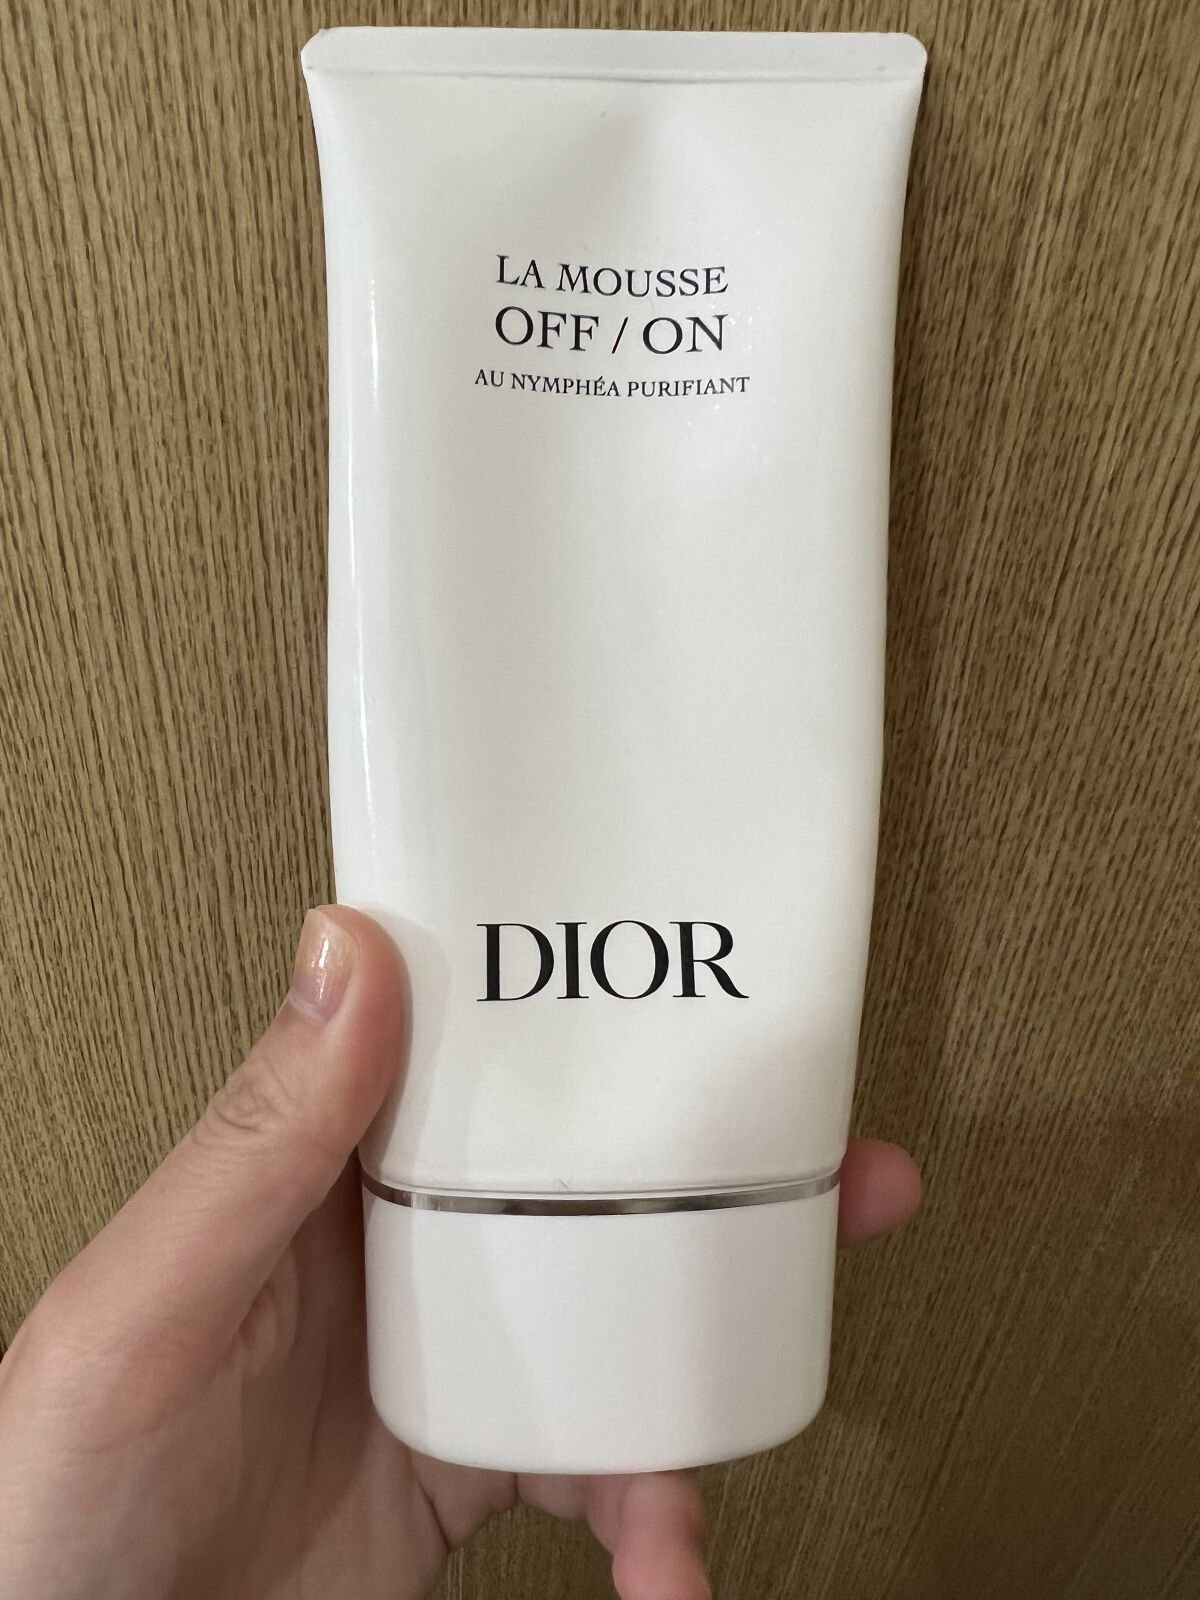 LA MOUSSE
OFF / ON
AU NYMPHÉA PURIFIANT
DIOR